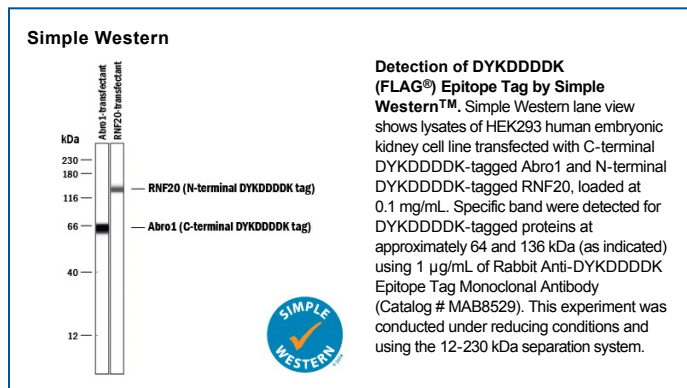 Simple Western
Abro1-transfectant
RNF20-transfectant
kDa
230
180
116
66
40
12
RNF20 (N-terminal DYKDDDDK tag)
Abro1 (C-terminal DYKDDDDK tag)
SIMPLE
WESTERN
Detection of DYKDDDDK
(FLAG®) Epitope Tag by Simple
Western™. Simple Western lane view
shows lysates of HEK293 human embryonic
kidney cell line transfected with C-terminal
DYKDDDDK-tagged Abro1 and N-terminal
DYKDDDDK-tagged RNF20, loaded at
0.1 mg/mL. Specific band were detected for
DYKDDDDK-tagged proteins at
approximately 64 and 136 kDa (as indicated)
using 1 µg/mL of Rabbit Anti-DYKDDDDK
Epitope Tag Monoclonal Antibody
(Catalog # MAB8529). This experiment was
conducted under reducing conditions and
using the 12-230 kDa separation system.